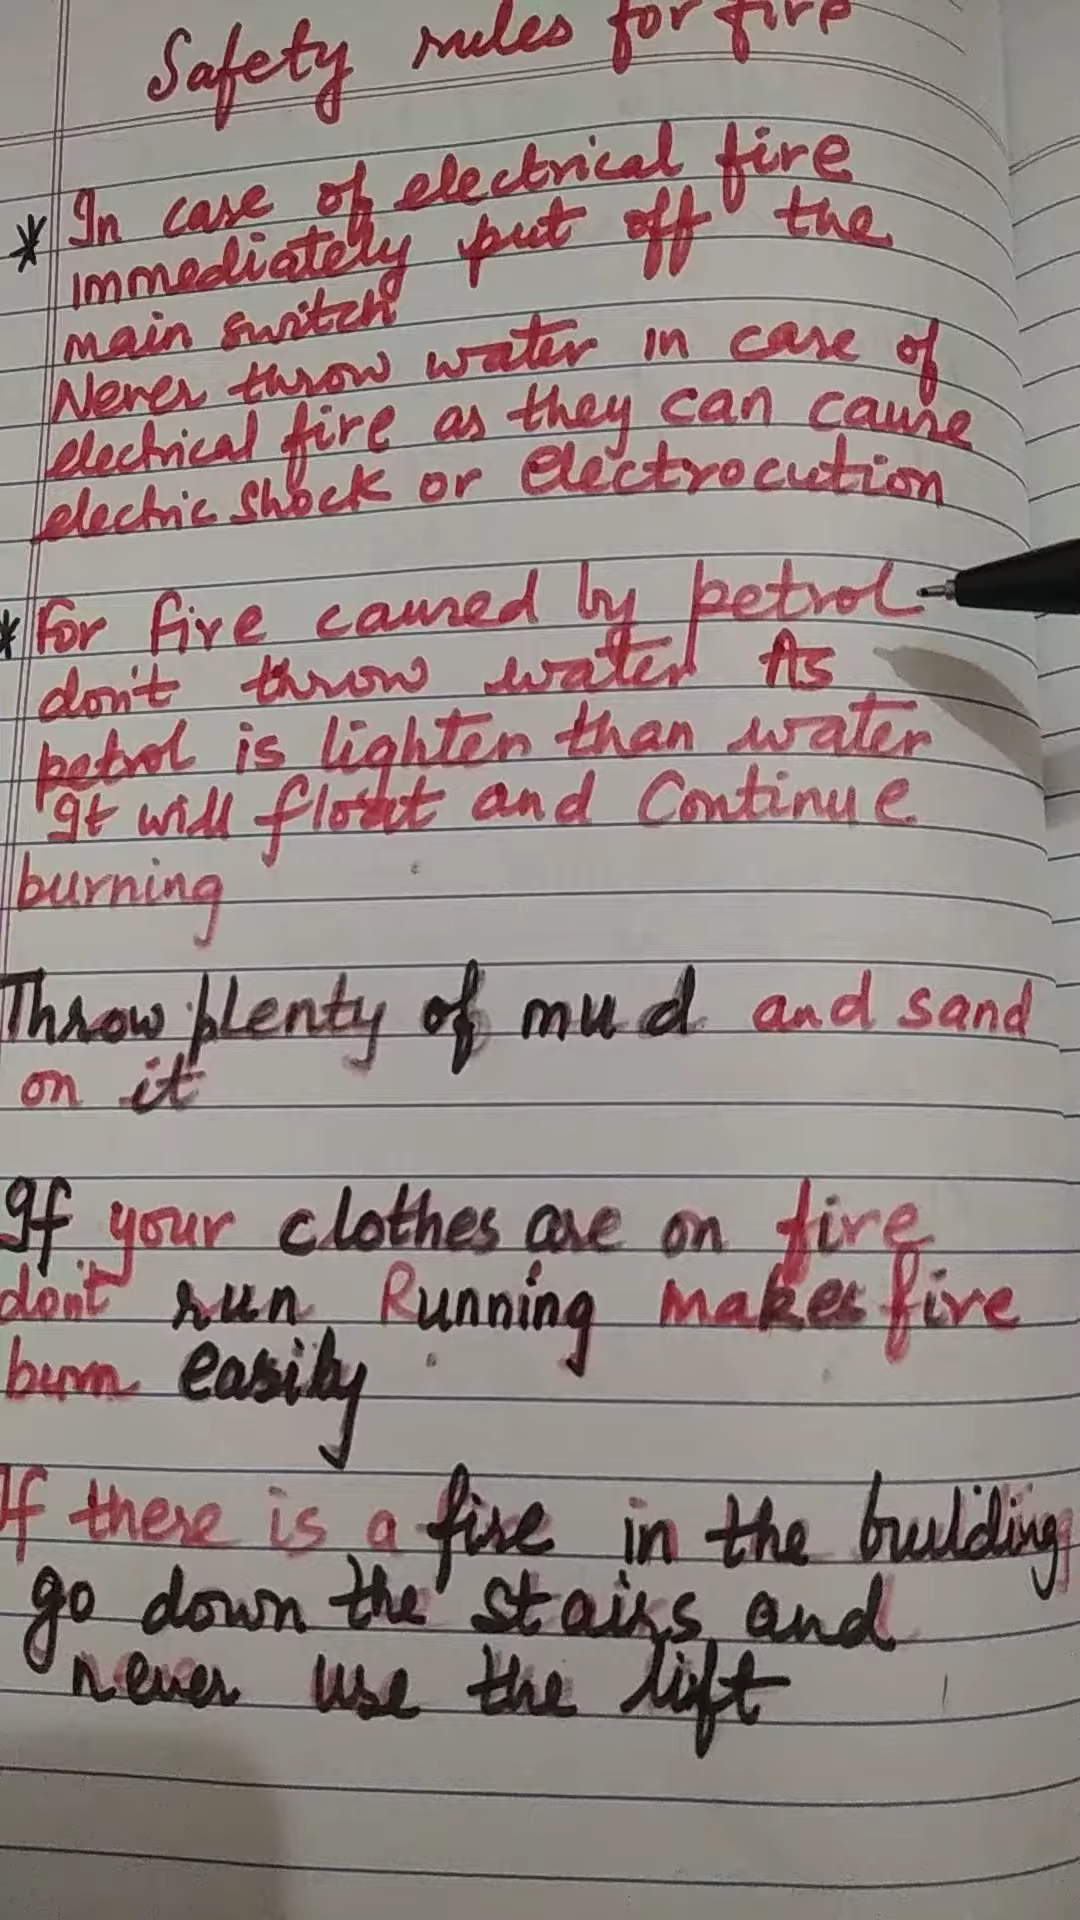 Safety rules for fire
* In case of electrical fire
immediately put off the
main switch
Never throw water in case of
electrical fire as they can cause
electric shock or electrocution
* For fire caused by petrol
don't throw water As
petrol is lighter than water
It will float and Continue
burning
Throw plenty of mud and sand
on it
If your clothes are on fire
don't run Running makes fire
burn easily
If there is a fire in the building
go down the stairs and
never use the lift